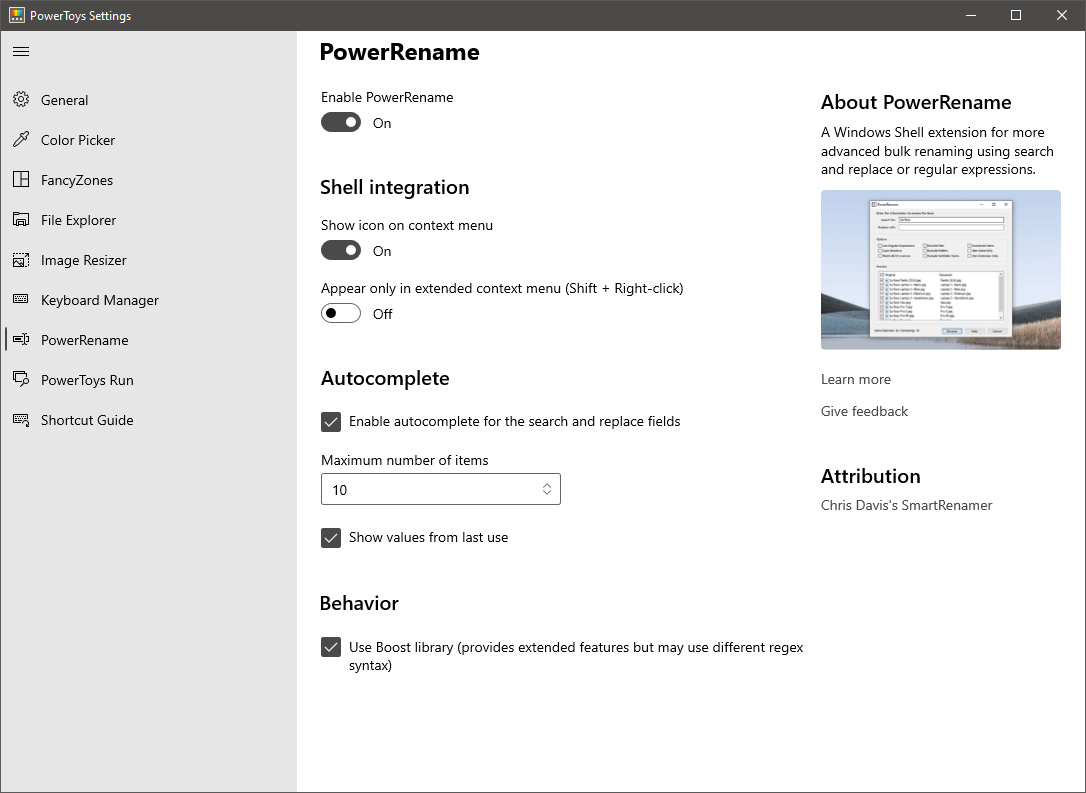 PowerToys Settings
General
Color Picker
FancyZones
File Explorer
Image Resizer
Keyboard Manager
PowerRename
PowerToys Run
Shortcut Guide
PowerRename
Enable PowerRename
On
Shell integration
Show icon on context menu
On
Appear only in extended context menu (Shift + Right-click)
Off
Autocomplete
Enable autocomplete for the search and replace fields
Maximum number of items
10
Show values from last use
Behavior
Use Boost library (provides extended features but may use different regex
syntax)
About PowerRename
A Windows Shell extension for more
advanced bulk renaming using search
and replace or regular expressions.
PowerRename
Learn more
Give feedback
Attribution
Chris Davis's SmartRenamer